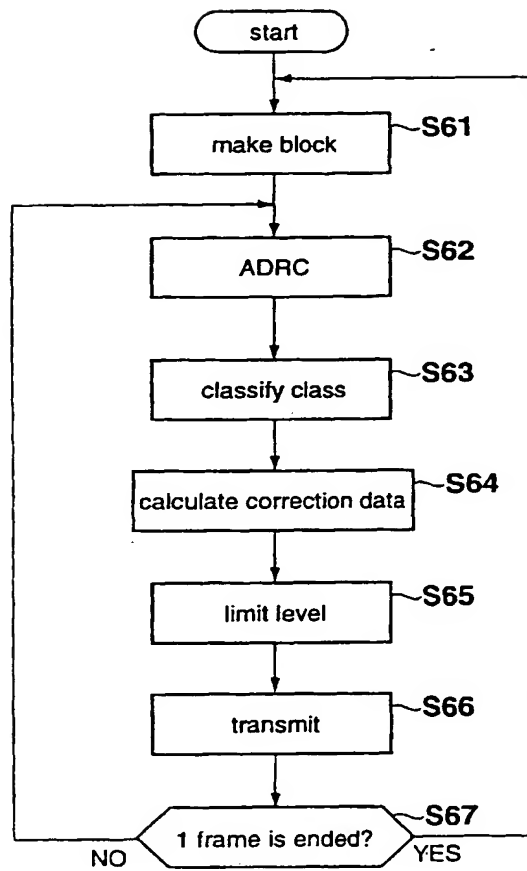 start
make block
S61
ADRC
S62
classify class
S63
calculate correction data
S64
limit level
S65
transmit
S66
1 frame is ended?
S67
NO
YES